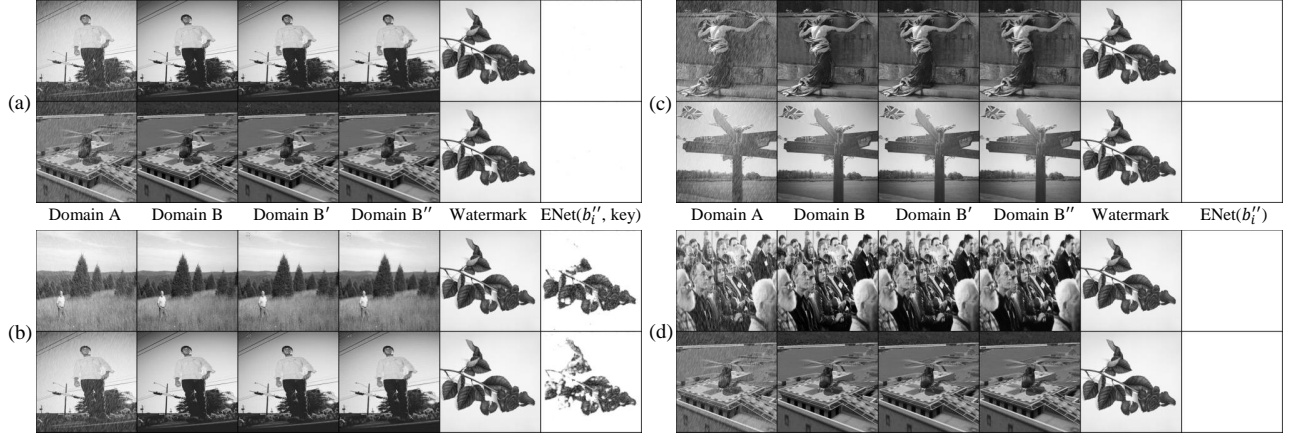 (a)
(c)
Domain A Domain B Domain B′ Domain B″ Watermark ENet(b″ᵢ, key)
Domain A Domain B Domain B′ Domain B″ Watermark ENet(b″ᵢ)
(b)
(d)